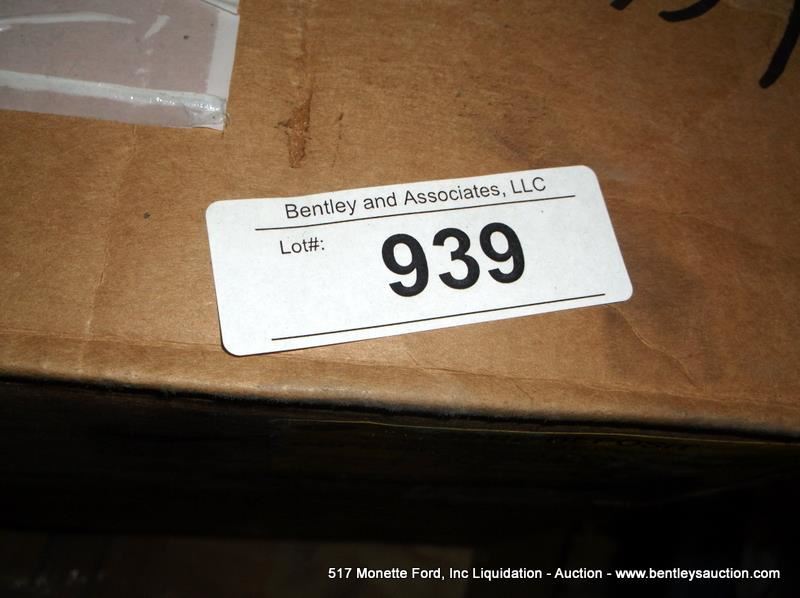 Bentley and Associates, LLC
Lot#:
939
517 Monette Ford, Inc Liquidation - Auction - www.bentleysauction.com